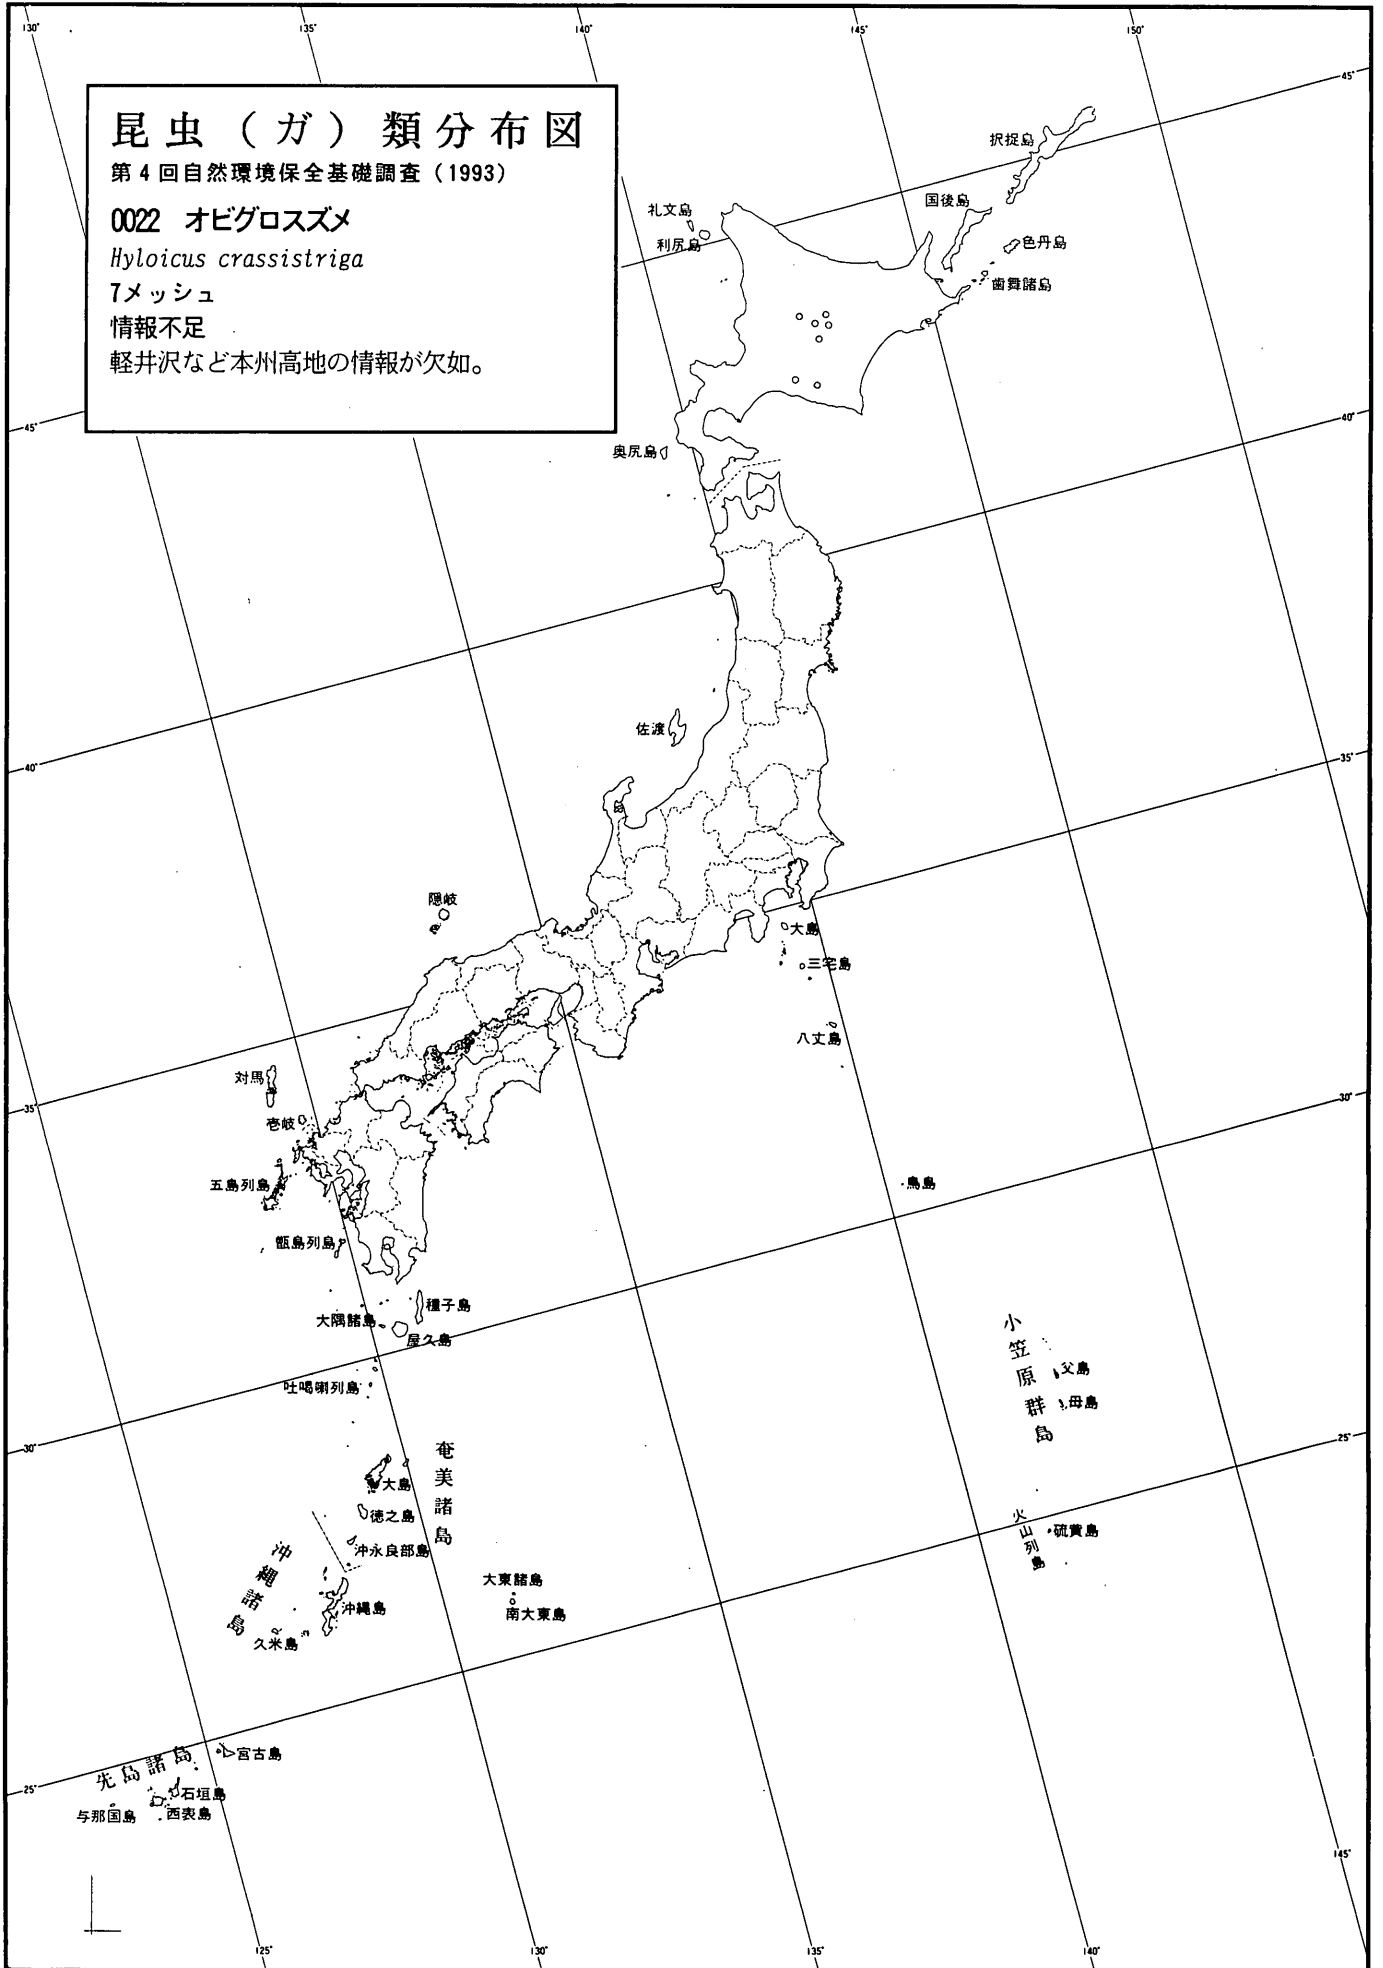 130°
135°
140°
145°
150°
45°
昆虫(ガ)類分布図
第4回自然環境保全基礎調査(1993)
0022 オビグロスズメ
Hyloicus crassistriga
7メッシュ
情報不足
軽井沢など本州高地の情報が欠如。
択捉島
国後島
礼文島
利尻島
色丹島
歯舞諸島
45°
40°
奥尻島
佐渡
40°
35°
隠岐
大島
三宅島
八丈島
対馬
35°
壱岐
30°
五島列島
鳥島
甑島列島
種子島
大隅諸島
屋久島
吐噶喇列島
小笠原群島
父島
母島
30°
25°
奄美諸島
大島
徳之島
沖永良部島
火山列島
硫黄島
沖縄諸島
沖縄島
久米島
大東諸島
南大東島
先島諸島
宮古島
25°
石垣島
与那国島
西表島
145°
125°
130°
135°
140°